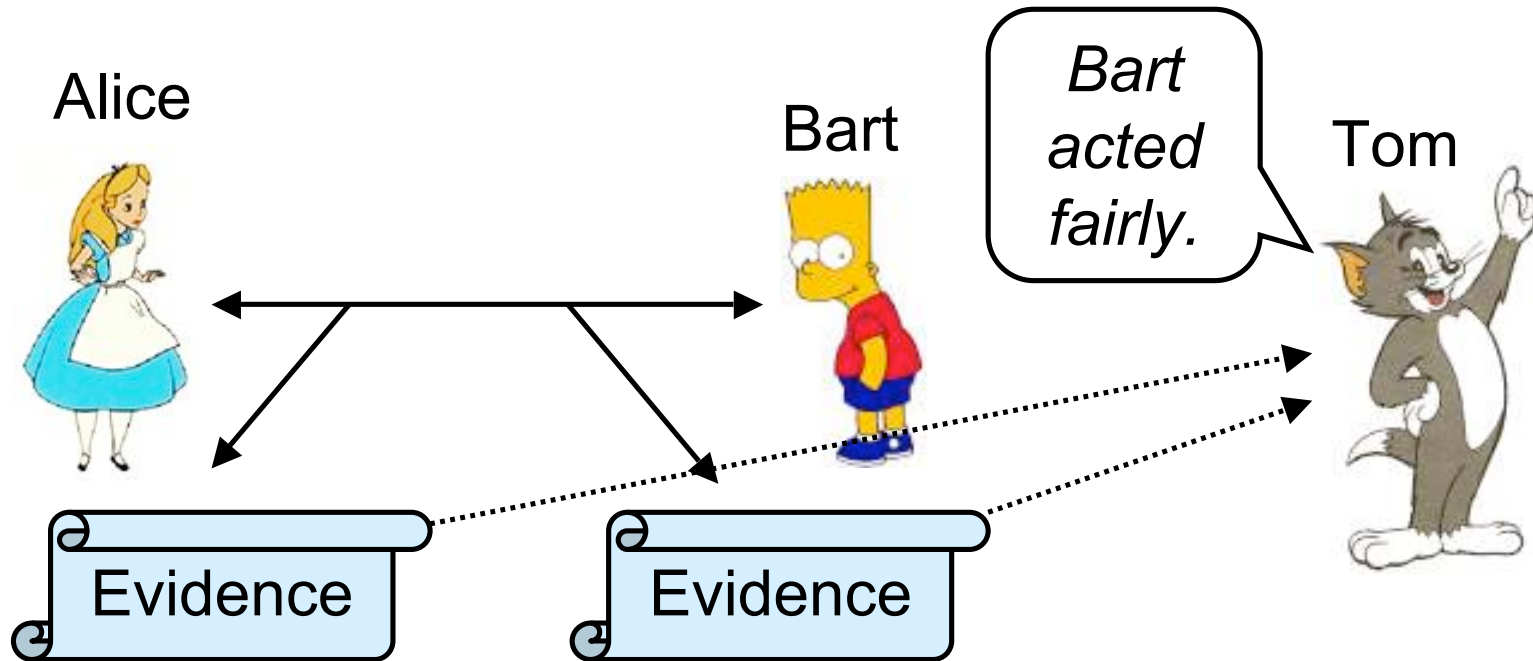 Alice
Bart
Bart
acted
fairly.
Tom
Evidence
Evidence